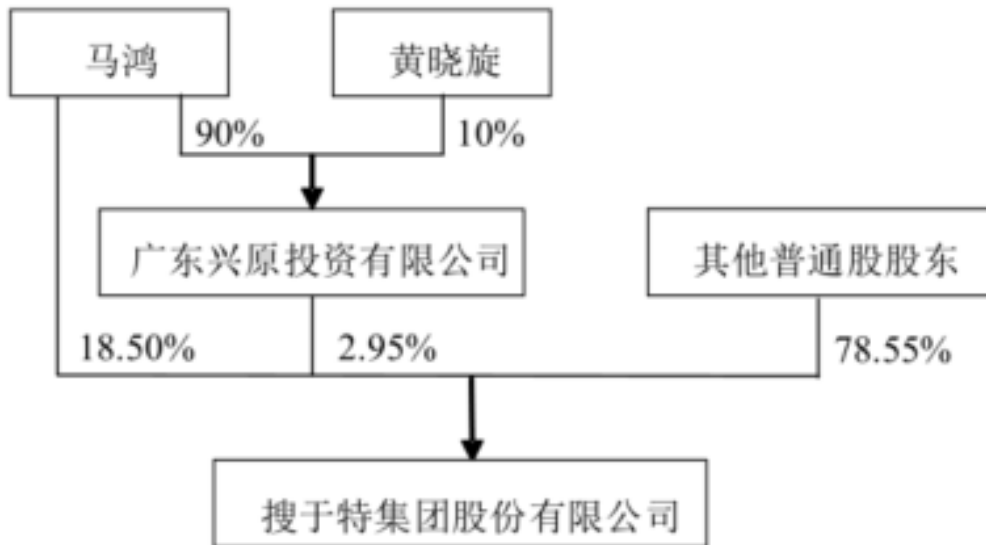 马鸿
黄晓旋
90%
10%
广东兴原投资有限公司
其他普通股股东
18.50%
2.95%
78.55%
搜于特集团股份有限公司